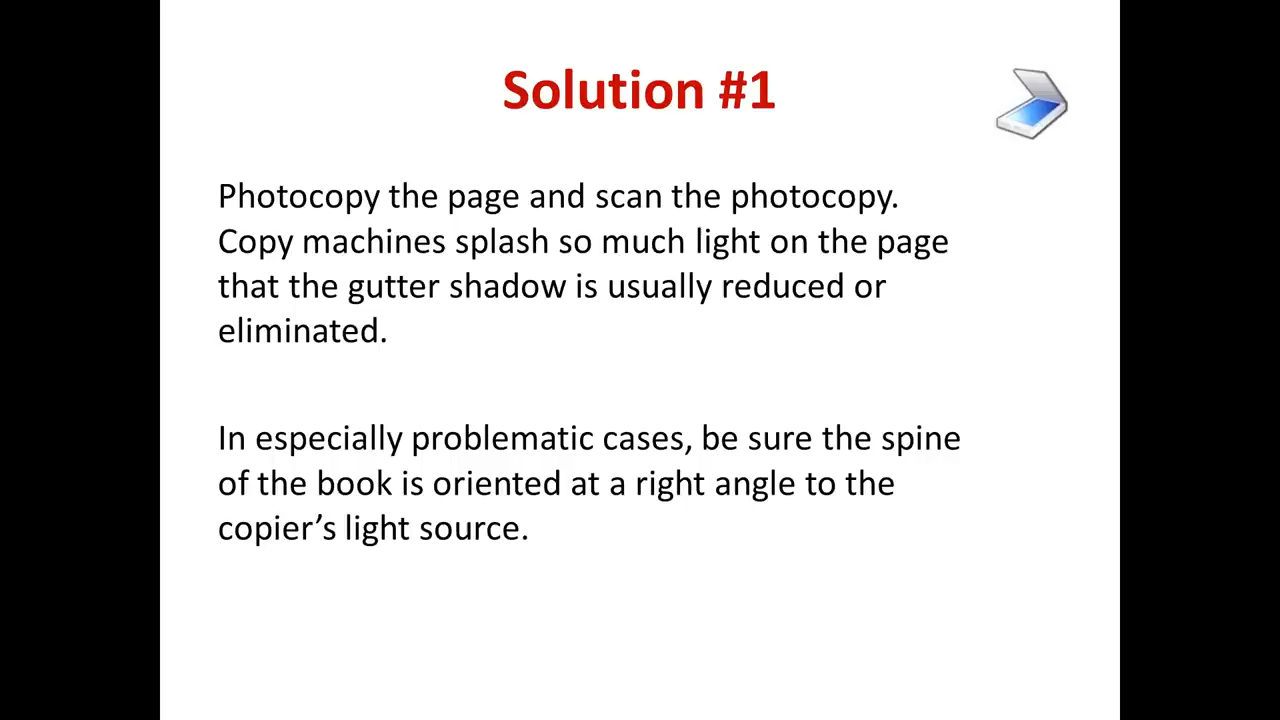 Solution #1
Photocopy the page and scan the photocopy.
Copy machines splash so much light on the page
that the gutter shadow is usually reduced or
eliminated.
In especially problematic cases, be sure the spine
of the book is oriented at a right angle to the
copier’s light source.